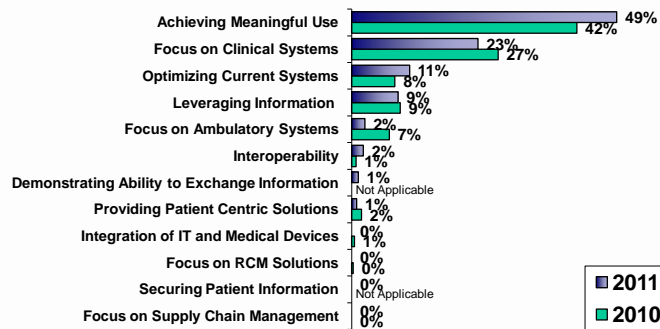 Achieving Meaningful Use 49%
42%
Focus on Clinical Systems 23%
27%
Optimizing Current Systems 11%
8%
Leveraging Information 9%
9%
Focus on Ambulatory Systems 2%
7%
Interoperability 2%
1%
Demonstrating Ability to Exchange Information 1%
Not Applicable
Providing Patient Centric Solutions 1%
2%
Integration of IT and Medical Devices 0%
1%
Focus on RCM Solutions 0%
0%
Securing Patient Information 0%
Not Applicable
Focus on Supply Chain Management 0%
0%
2011
2010